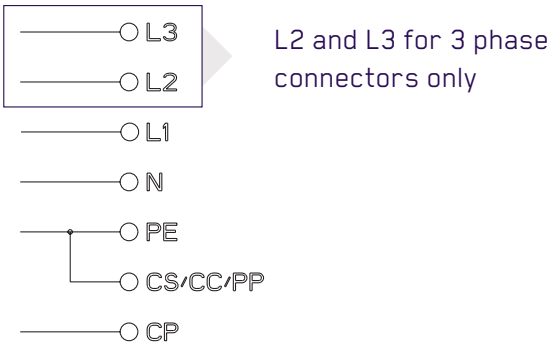 L3
L2
L2 and L3 for 3 phase
connectors only
L1
N
PE
CS/CC/PP
CP